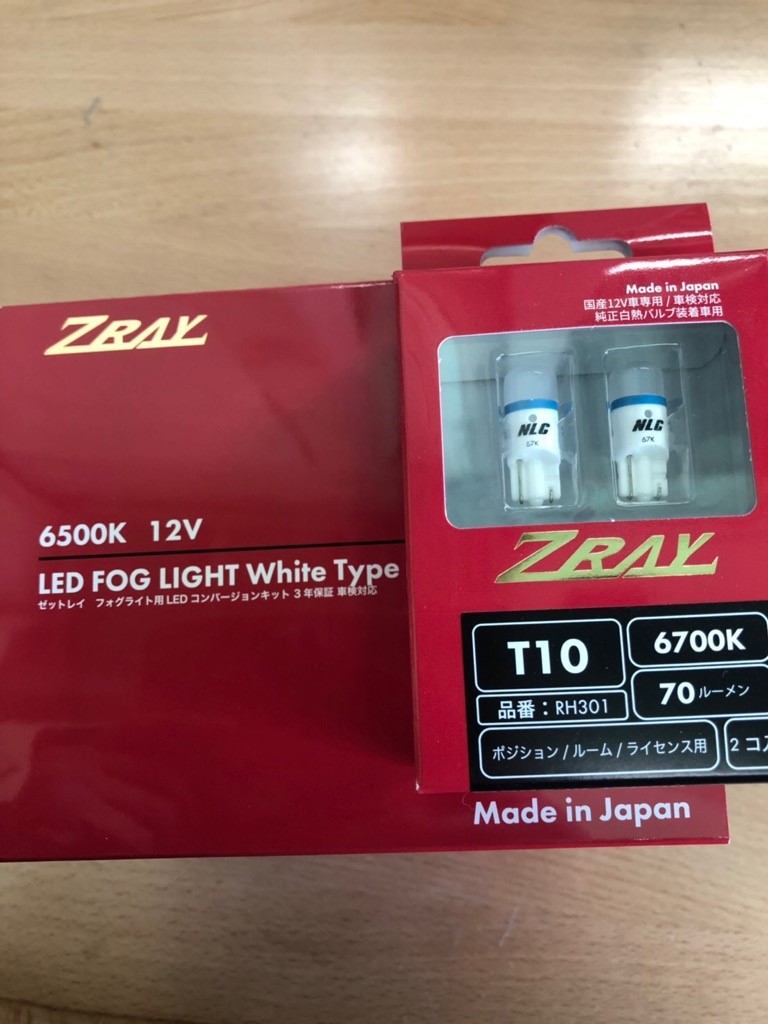 ZRAY
6500K 12V
LED FOG LIGHT White Type
ゼットレイ フォグライト用 LED コンバージョンキット 3年保証 車検対応
Made in Japan
Made in Japan
国産12V車専用 / 車検対応
純正白熱バルブ装着車用
NLC
67K
NLC
67K
ZRAY
T10
6700K
品番：RH301
70 ルーメン
ポジション / ルーム / ライセンス用
2 コ